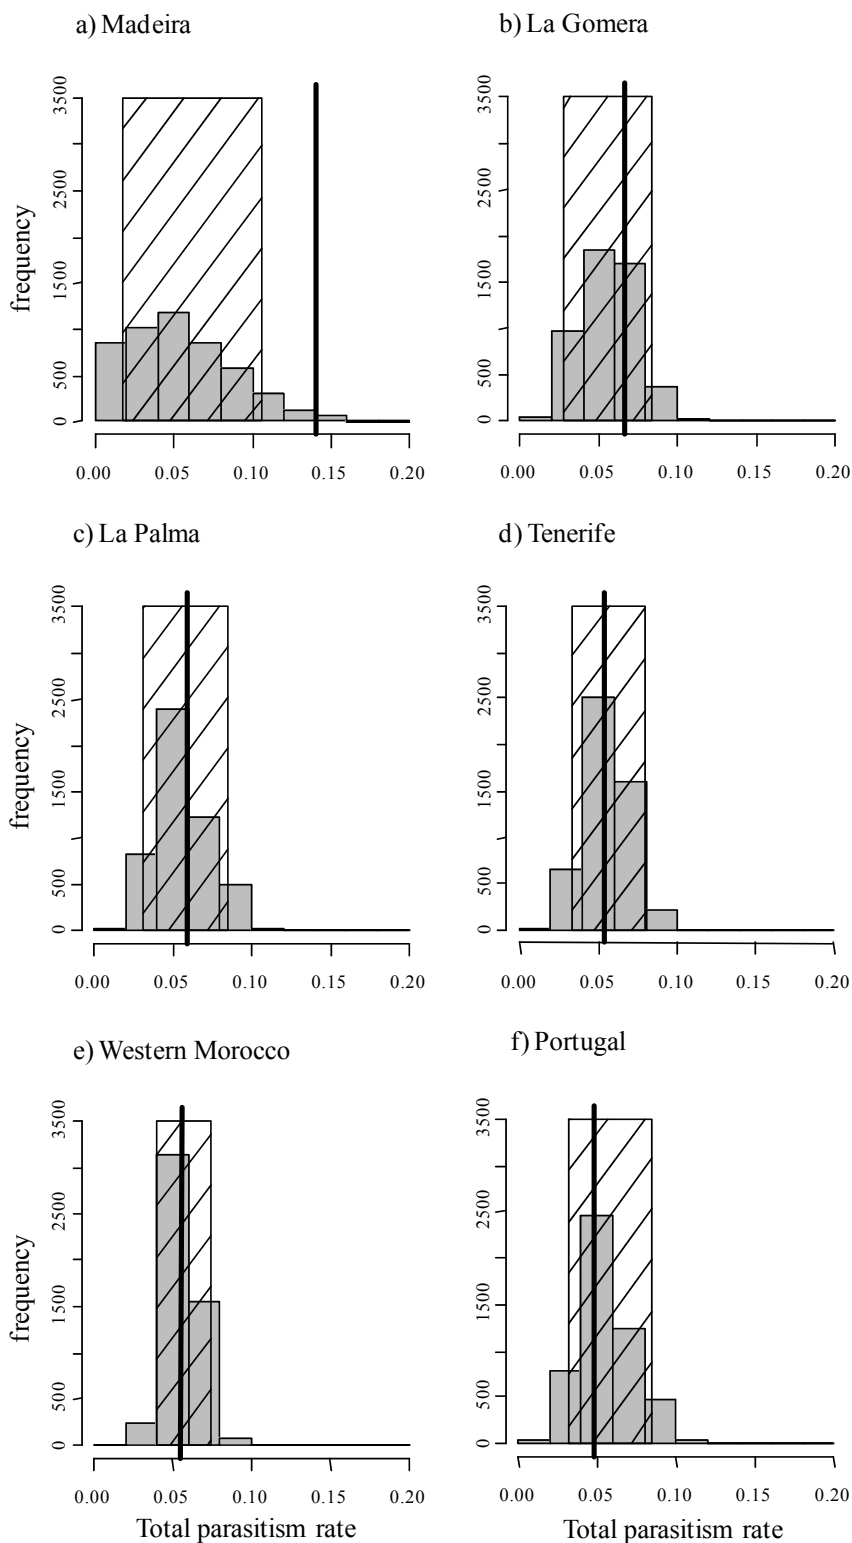 a) Madeira
b) La Gomera
frequency
3500
2500
1500
500
0
3500
2500
1500
500
0
0.00 0.05 0.10 0.15 0.20
0.00 0.05 0.10 0.15 0.20
c) La Palma
d) Tenerife
frequency
3500
2500
1500
500
0
3500
2500
1500
500
0
0.00 0.05 0.10 0.15 0.20
0.00 0.05 0.10 0.15 0.20
e) Western Morocco
f) Portugal
frequency
3500
2500
1500
500
0
3500
2500
1500
500
0
0.00 0.05 0.10 0.15 0.20
0.00 0.05 0.10 0.15 0.20
Total parasitism rate
Total parasitism rate